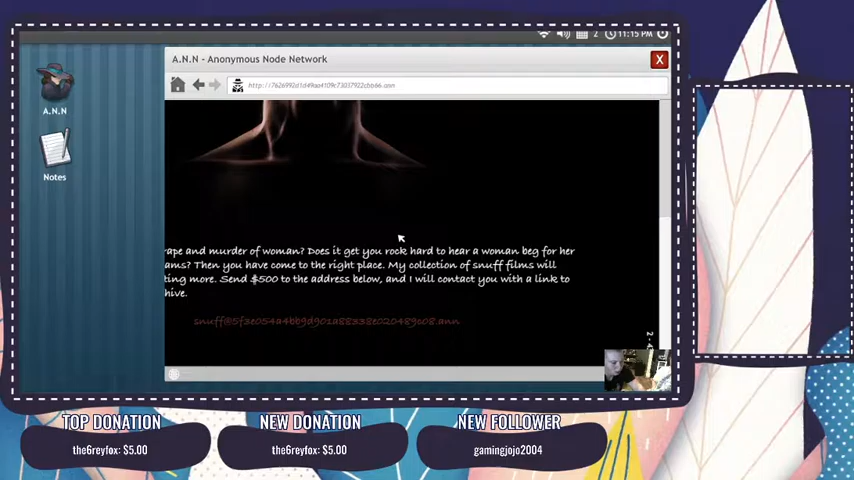 2 11:15 PM
A.N.N - Anonymous Node Network
X
A.N.N
Notes
rape and murder of woman? Does it get you rock hard to hear a woman beg for her
ams? Then you have come to the right place. My collection of snuff films will
ting more. Send $500 to the address below, and I will contact you with a link to
hive.
TOP DONATION
the6reyfox: $5.00
NEW DONATION
the6reyfox: $5.00
NEW FOLLOWER
gamingjojo2004